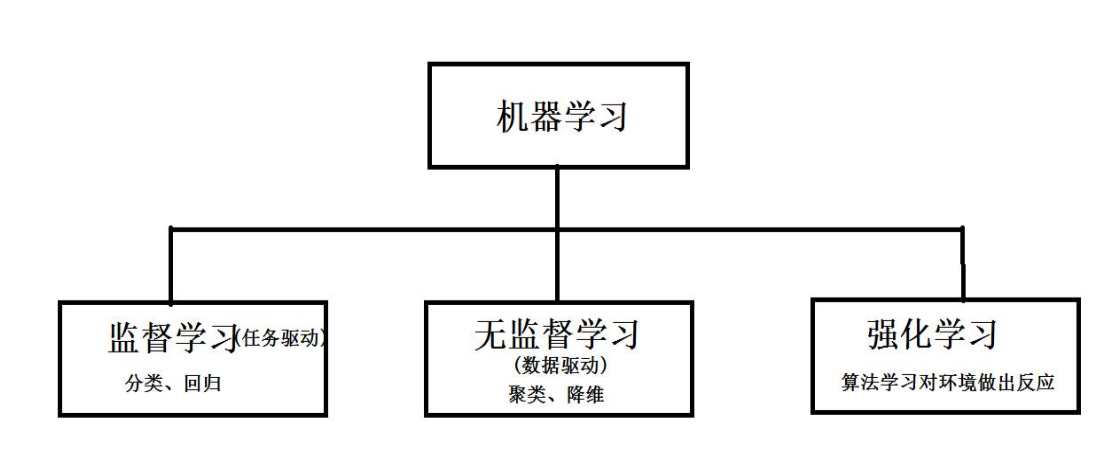 机器学习
监督学习(任务驱动)
分类、回归
无监督学习
(数据驱动)
聚类、降维
强化学习
算法学习对环境做出反应